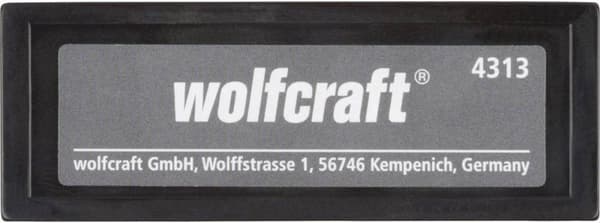 4313
wolfcraft®
wolfcraft GmbH, Wolffstrasse 1, 56746 Kempenich, Germany